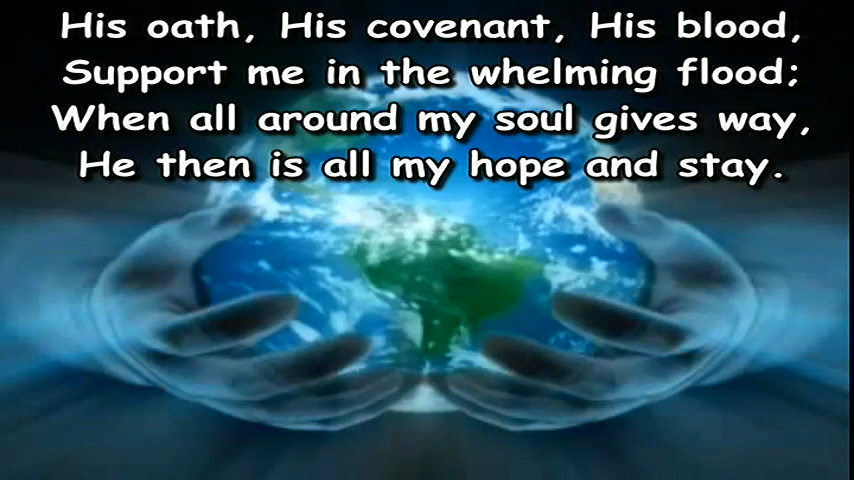 His oath, His covenant, His blood,
Support me in the whelming flood;
When all around my soul gives way,
He then is all my hope and stay.